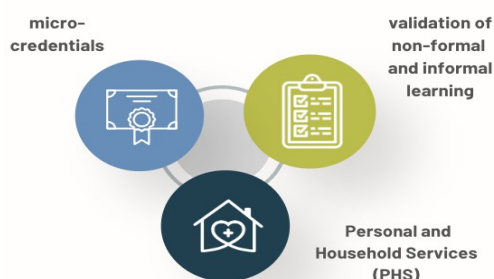 micro-
credentials
validation of
non-formal
and informal
learning
Personal and
Household Services
(PHS)